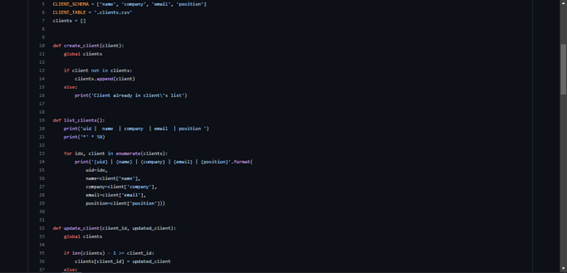 5 CLIENT_SCHEMA = ['name', 'company', 'email', 'position']
6 CLIENT_TABLE = '.clients.csv'
7 clients = []
8
9
10 def create_client(client):
11 global clients
12
13 if client not in clients:
14 clients.append(client)
15 else:
16 print('Client already in client\'s list')
17
18
19 def list_clients():
20 print('uid | name | company | email | position ')
21 print('*' * 50)
22
23 for idx, client in enumerate(clients):
24 print('{uid} | {name} | {company} | {email} | {position}'.format(
25 uid=idx,
26 name=client['name'],
27 company=client['company'],
28 email=client['email'],
29 position=client['position']))
30
31
32 def update_client(client_id, updated_client):
33 global clients
34
35 if len(clients) - 1 >= client_id:
36 clients[client_id] = updated_client
37 else: